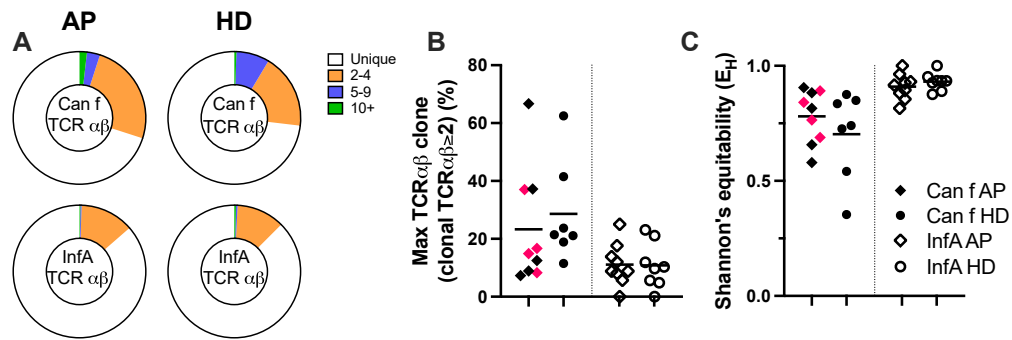 A
AP
HD
Can f
TCR αβ
Can f
TCR αβ
InfA
TCR αβ
InfA
TCR αβ
Unique
2-4
5-9
10+
B
Max TCRαβ clone
(clonal TCRαβ≥2) (%)
80
60
40
20
0
C
Shannon's equitability (E_H)
1.0
0.5
0.0
Can f AP
Can f HD
InfA AP
InfA HD